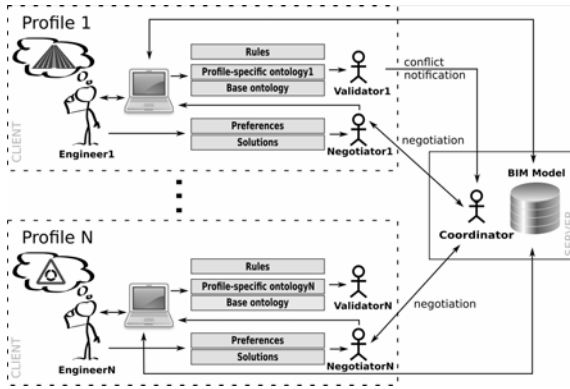 Profile 1
Rules
Profile-specific ontology1
Base ontology
Validator1
conflict
notification
CLIENT
Engineer1
Preferences
Solutions
Negotiator1
negotiation
BIM Model
Coordinator
SERVER
Profile N
Rules
Profile-specific ontologyN
Base ontology
ValidatorN
negotiation
CLIENT
EngineerN
Preferences
Solutions
NegotiatorN